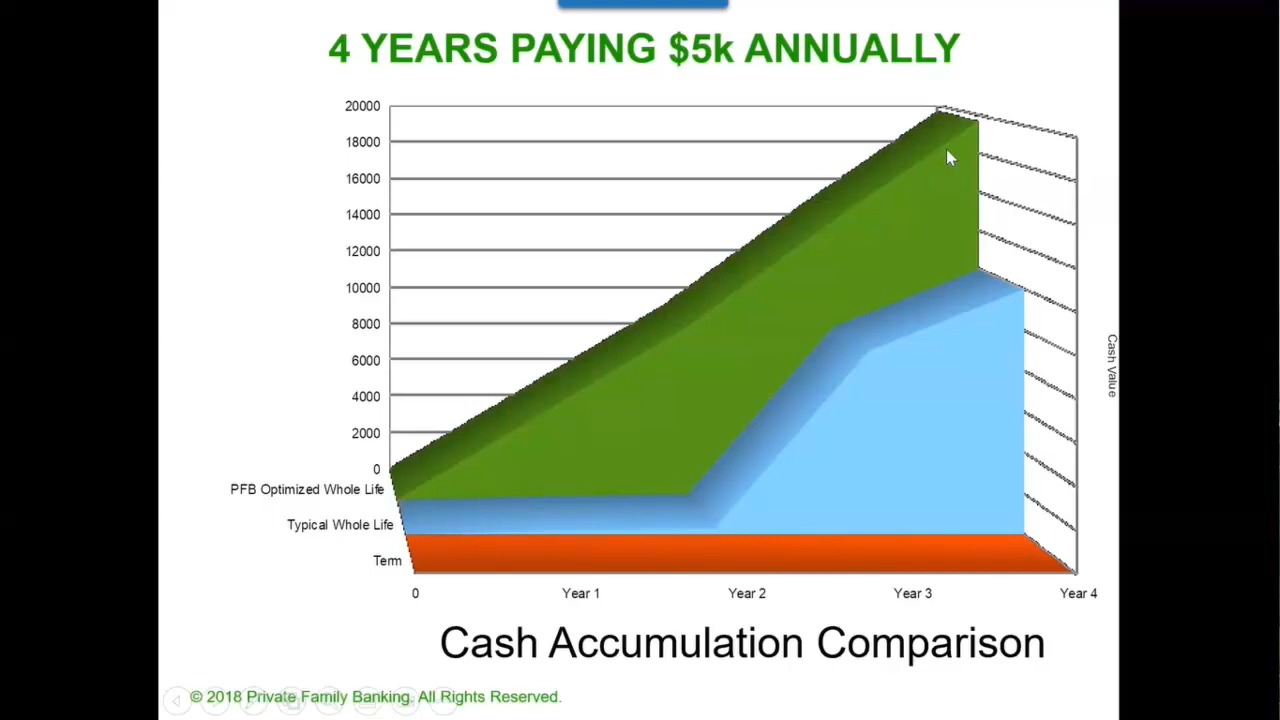 4 YEARS PAYING $5k ANNUALLY
20000
18000
16000
14000
12000
10000
8000
6000
4000
2000
0
PFB Optimized Whole Life
Typical Whole Life
Term
0 Year 1 Year 2 Year 3 Year 4
Cash Value
Cash Accumulation Comparison
© 2018 Private Family Banking. All Rights Reserved.